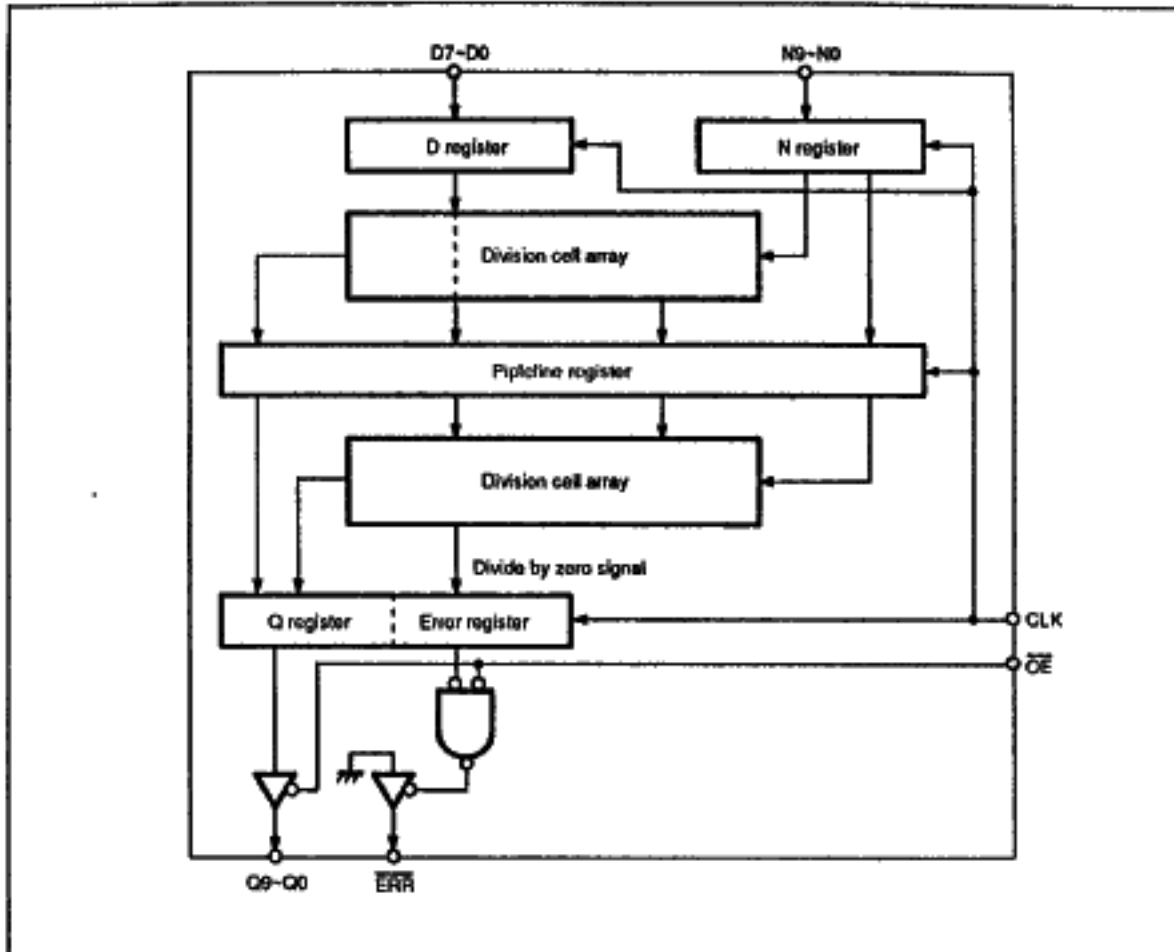 D7~D0
N9~N0
D register
N register
Division cell array
Pipleline register
Division cell array
Divide by zero signal
Q register
Error register
CLK
OE
Q9~Q0
ERR